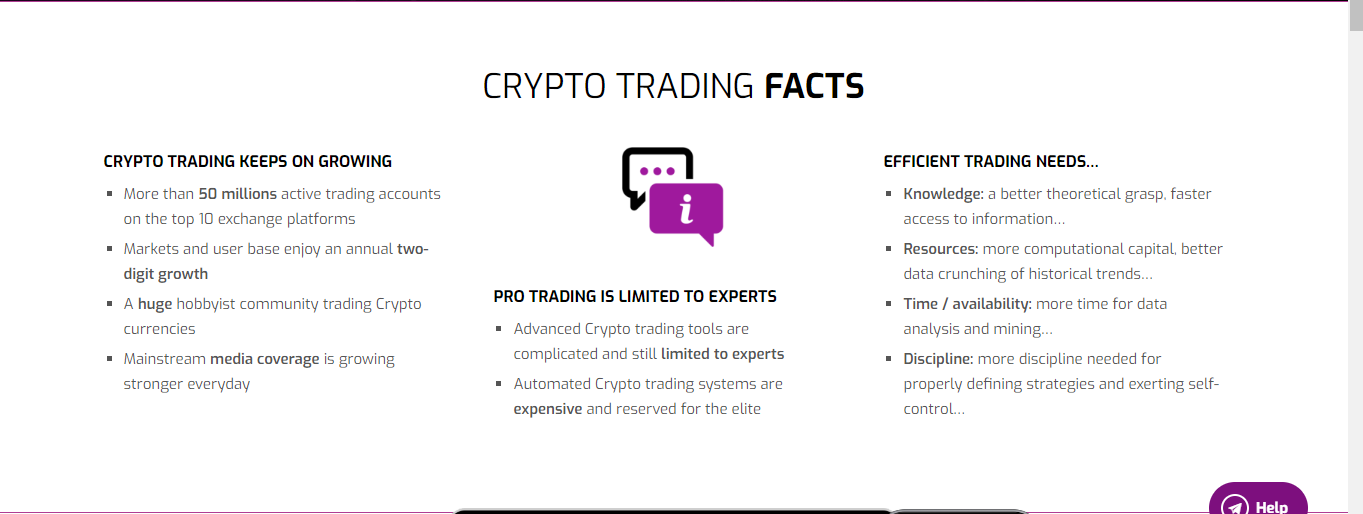 CRYPTO TRADING FACTS
CRYPTO TRADING KEEPS ON GROWING
More than 50 millions active trading accounts
on the top 10 exchange platforms
Markets and user base enjoy an annual two-
digit growth
A huge hobbyist community trading Crypto
currencies
Mainstream media coverage is growing
stronger everyday
i
PRO TRADING IS LIMITED TO EXPERTS
Advanced Crypto trading tools are
complicated and still limited to experts
Automated Crypto trading systems are
expensive and reserved for the elite
EFFICIENT TRADING NEEDS...
Knowledge: a better theoretical grasp, faster
access to information...
Resources: more computational capital, better
data crunching of historical trends...
Time / availability: more time for data
analysis and mining...
Discipline: more discipline needed for
properly defining strategies and exerting self-
control...
Help